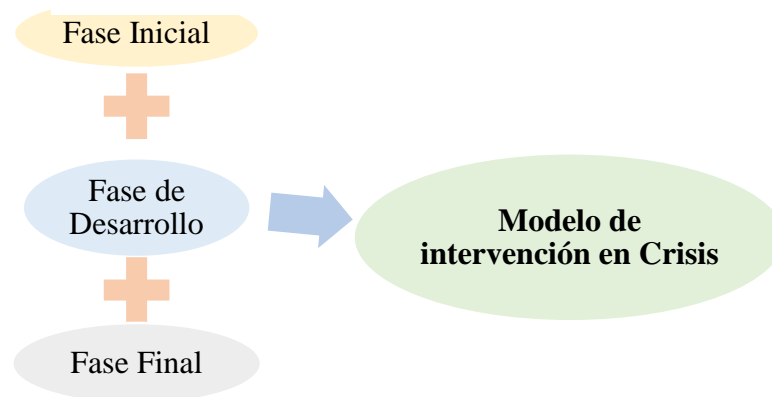 Fase Inicial
Fase de
Desarrollo
Modelo de
intervención en Crisis
Fase Final